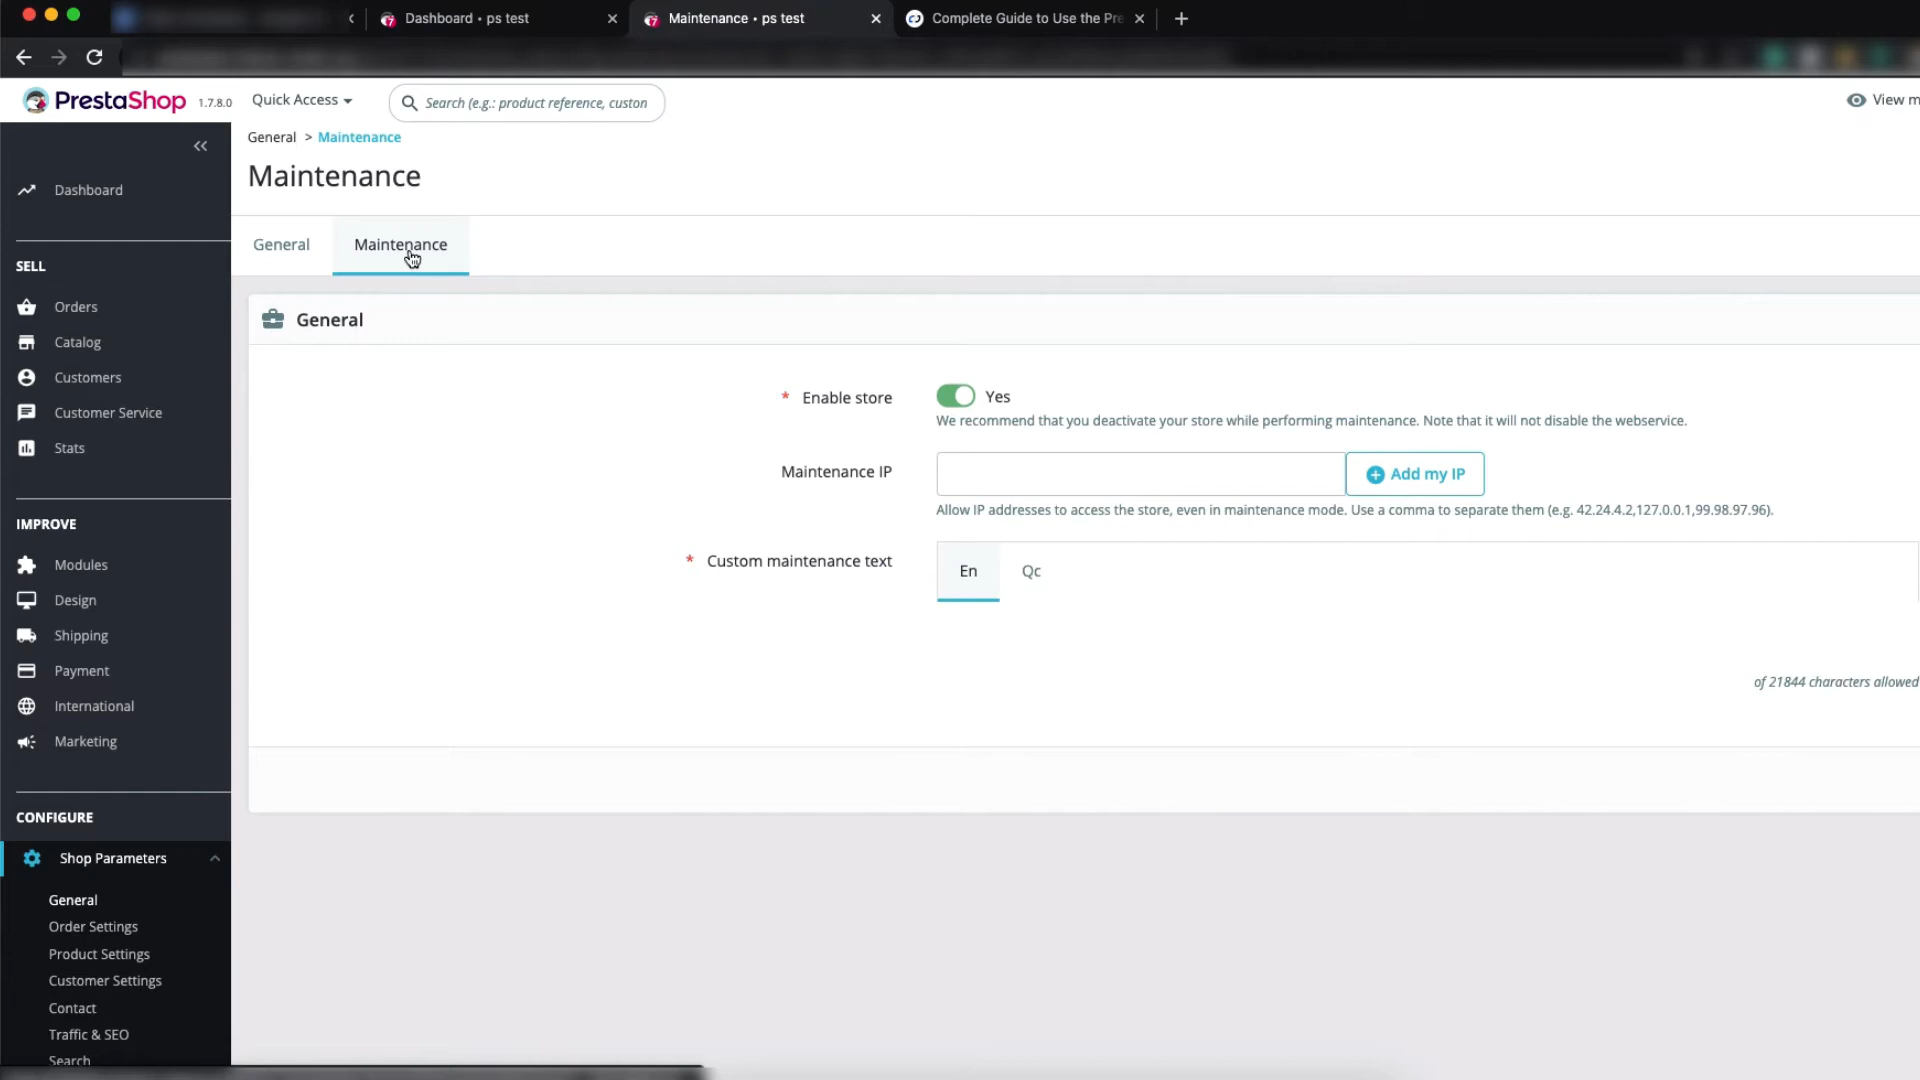 Dashboard • ps test
Maintenance • ps test
Complete Guide to Use the Pre
PrestaShop 1.7.8.0
Quick Access
Search (e.g.: product reference, custon
View m
General > Maintenance
Maintenance
Dashboard
General
Maintenance
SELL
Orders
Catalog
Customers
Customer Service
Stats
IMPROVE
Modules
Design
Shipping
Payment
International
Marketing
CONFIGURE
Shop Parameters
General
Order Settings
Product Settings
Customer Settings
Contact
Traffic & SEO
Search
General
* Enable store
Yes
We recommend that you deactivate your store while performing maintenance. Note that it will not disable the webservice.
Maintenance IP
Add my IP
Allow IP addresses to access the store, even in maintenance mode. Use a comma to separate them (e.g. 42.24.4.2,127.0.0.1,99.98.97.96).
* Custom maintenance text
En
Qc
of 21844 characters allowed